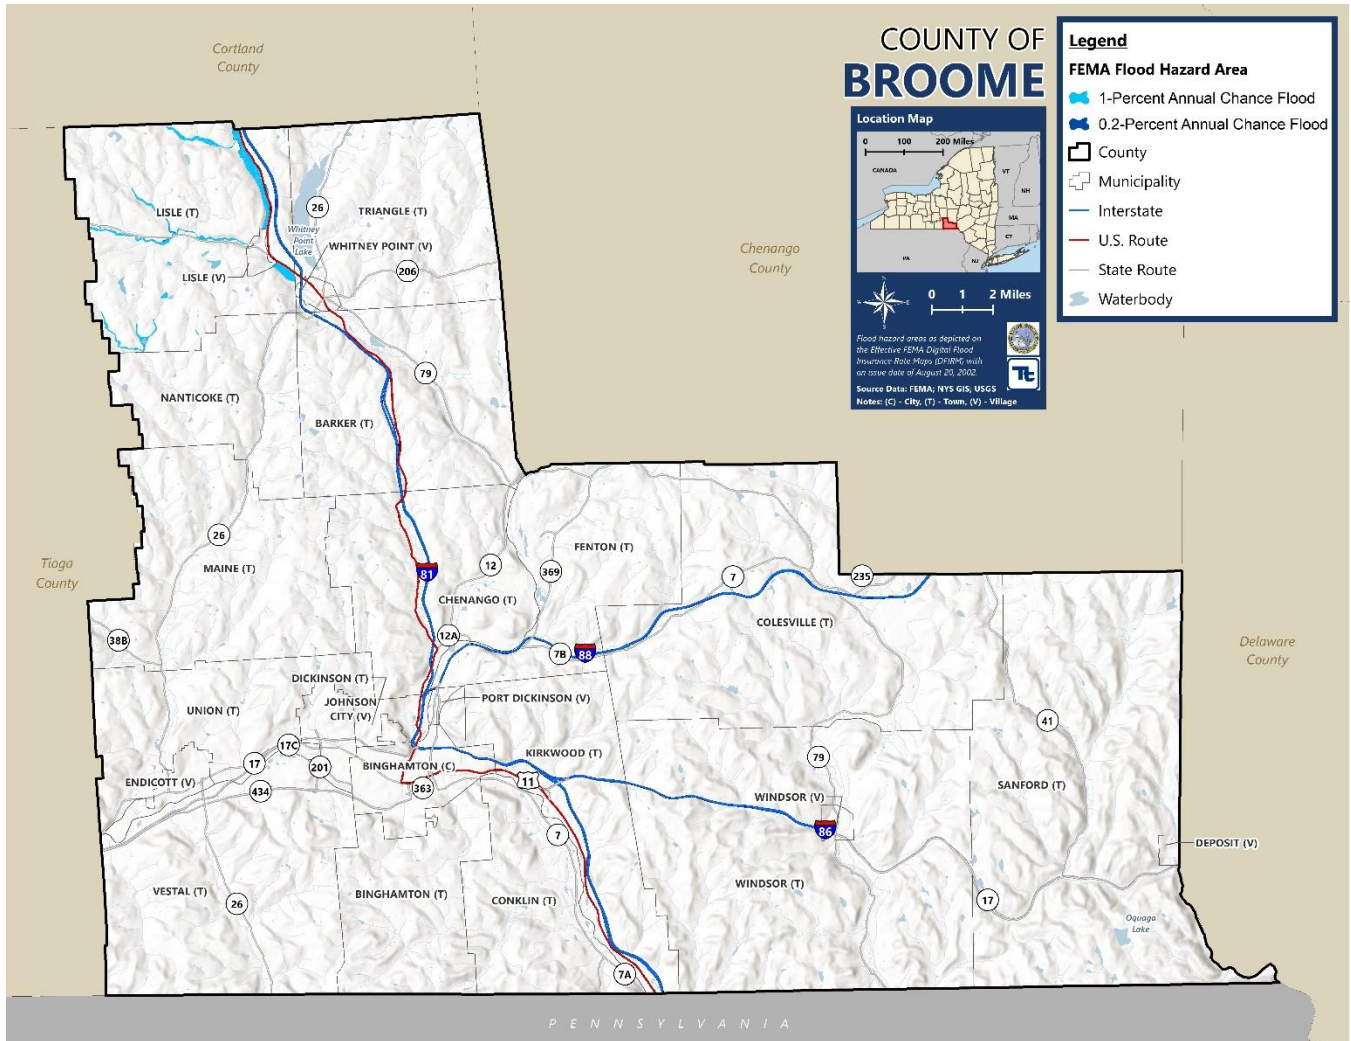 Cortland
County
COUNTY OF
BROOME
Legend
FEMA Flood Hazard Area
1-Percent Annual Chance Flood
0.2-Percent Annual Chance Flood
County
Municipality
Interstate
U.S. Route
State Route
Waterbody
Location Map
0 100 200 Miles
CANADA
VT
NH
MA
CT
PA
NJ
0 1 2 Miles
Flood hazard areas as depicted on
the Effective FEMA Digital Flood
Insurance Rate Maps (DFIRM) with
an issue date of August 20, 2002.
Source Data: FEMA; NYS GIS; USGS
Notes: (C) - City, (T) - Town, (V) - Village
Tt
Chenango
County
LISLE (T)
26
TRIANGLE (T)
Whitney
Point
Lake
WHITNEY POINT (V)
LISLE (V)
206
79
NANTICOKE (T)
BARKER (T)
26
MAINE (T)
Tioga
County
81
12
369
FENTON (T)
CHENANGO (T)
7
235
COLESVILLE (T)
38B
12A
7B
88
Delaware
County
DICKINSON (T)
JOHNSON
CITY (V)
PORT DICKINSON (V)
UNION (T)
41
17C
17
201
BINGHAMTON (C)
KIRKWOOD (T)
79
ENDICOTT (V)
434
363
11
WINDSOR (V)
SANFORD (T)
86
7
DEPOSIT (V)
VESTAL (T)
26
BINGHAMTON (T)
CONKLIN (T)
WINDSOR (T)
17
Oquaga
Lake
7A
PENNSYLVANIA